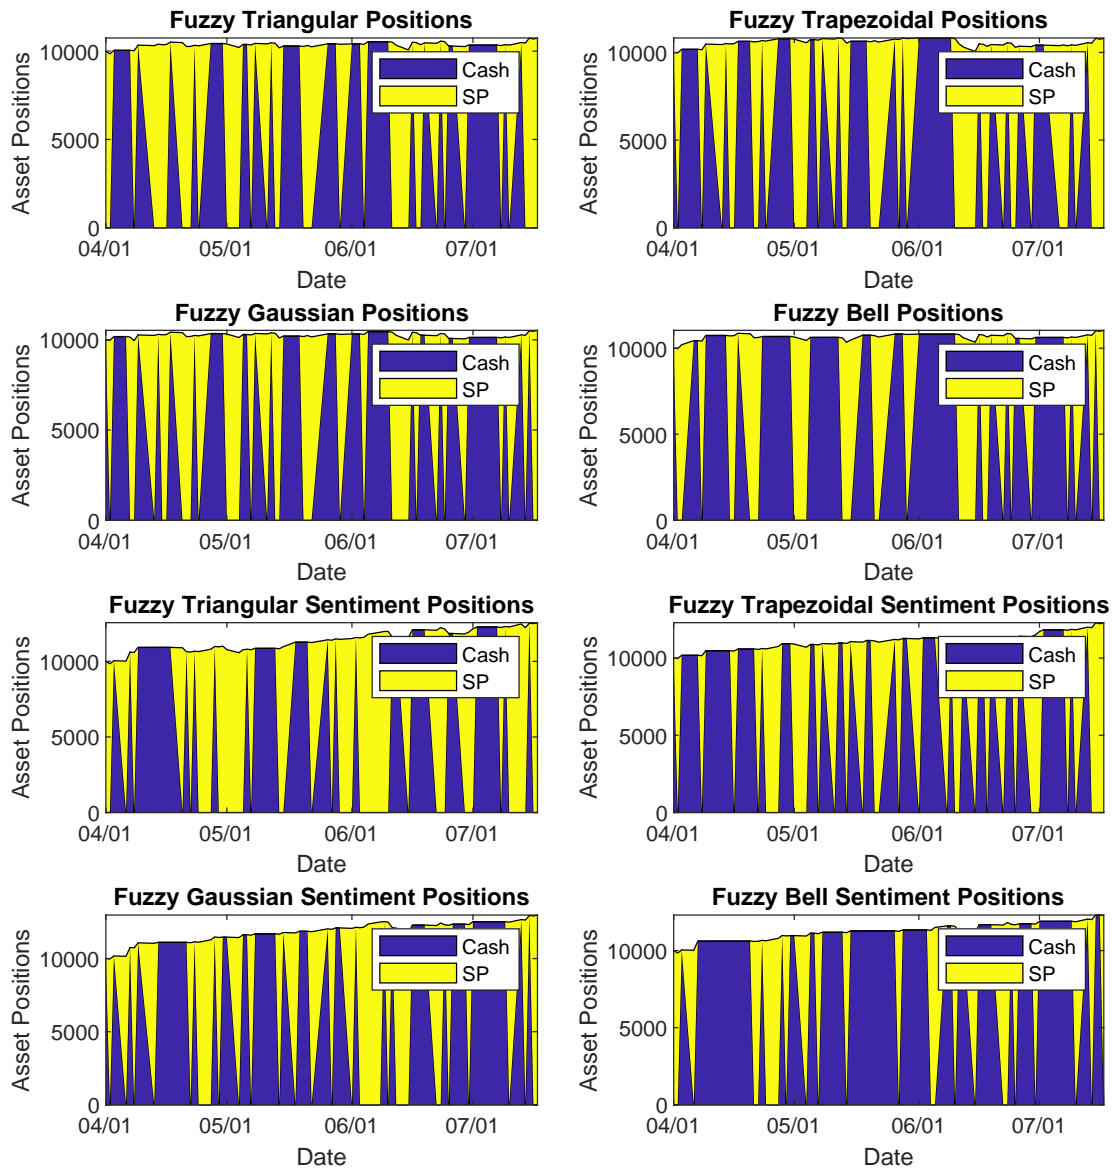 Fuzzy Triangular Positions
Asset Positions
10000
5000
0
Cash
SP
04/01 05/01 06/01 07/01
Date
Fuzzy Trapezoidal Positions
Asset Positions
10000
5000
0
Cash
SP
04/01 05/01 06/01 07/01
Date
Fuzzy Gaussian Positions
Asset Positions
10000
5000
0
Cash
SP
04/01 05/01 06/01 07/01
Date
Fuzzy Bell Positions
Asset Positions
10000
5000
0
Cash
SP
04/01 05/01 06/01 07/01
Date
Fuzzy Triangular Sentiment Positions
Asset Positions
10000
5000
0
Cash
SP
04/01 05/01 06/01 07/01
Date
Fuzzy Trapezoidal Sentiment Positions
Asset Positions
10000
5000
0
Cash
SP
04/01 05/01 06/01 07/01
Date
Fuzzy Gaussian Sentiment Positions
Asset Positions
10000
5000
0
Cash
SP
04/01 05/01 06/01 07/01
Date
Fuzzy Bell Sentiment Positions
Asset Positions
10000
5000
0
Cash
SP
04/01 05/01 06/01 07/01
Date